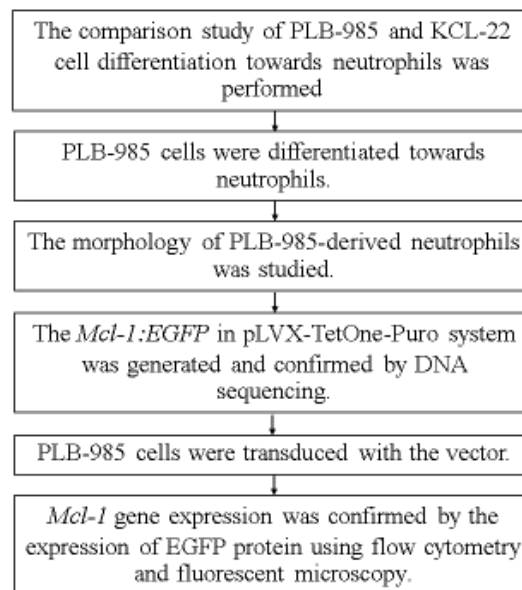 The comparison study of PLB-985 and KCL-22
cell differentiation towards neutrophils was
performed
PLB-985 cells were differentiated towards
neutrophils.
The morphology of PLB-985-derived neutrophils
was studied.
The Mcl-1:EGFP in pLVX-TetOne-Puro system
was generated and confirmed by DNA
sequencing.
PLB-985 cells were transduced with the vector.
Mcl-1 gene expression was confirmed by the
expression of EGFP protein using flow cytometry
and fluorescent microscopy.